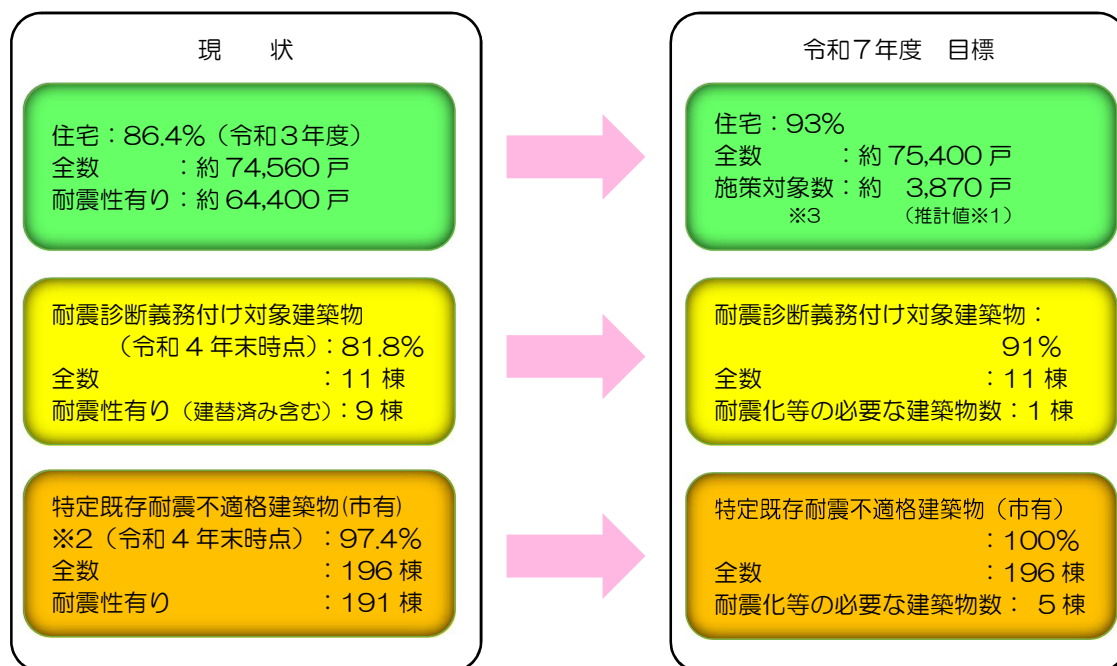 現　状
住宅：86.4%（令和３年度）
全数　　　　：約 74,560 戸
耐震性有り：約 64,400 戸
耐震診断義務付け対象建築物
（令和 4 年末時点）：81.8%
全数　　　　　　　　　：11 棟
耐震性有り（建替済み含む）：9 棟
特定既存耐震不適格建築物(市有)
※2（令和 4 年末時点）：97.4%
全数　　　　　　　　　：196 棟
耐震性有り　　　　　　：191 棟
令和７年度　目標
住宅：93%
全数　　　　：約 75,400 戸
施策対象数：約　3,870 戸
※3　　　（推計値※1）
耐震診断義務付け対象建築物：
91%
全数　　　　　　　　　：11 棟
耐震化等の必要な建築物数：1 棟
特定既存耐震不適格建築物（市有）
：100%
全数　　　　　　　　　：196 棟
耐震化等の必要な建築物数：　5 棟